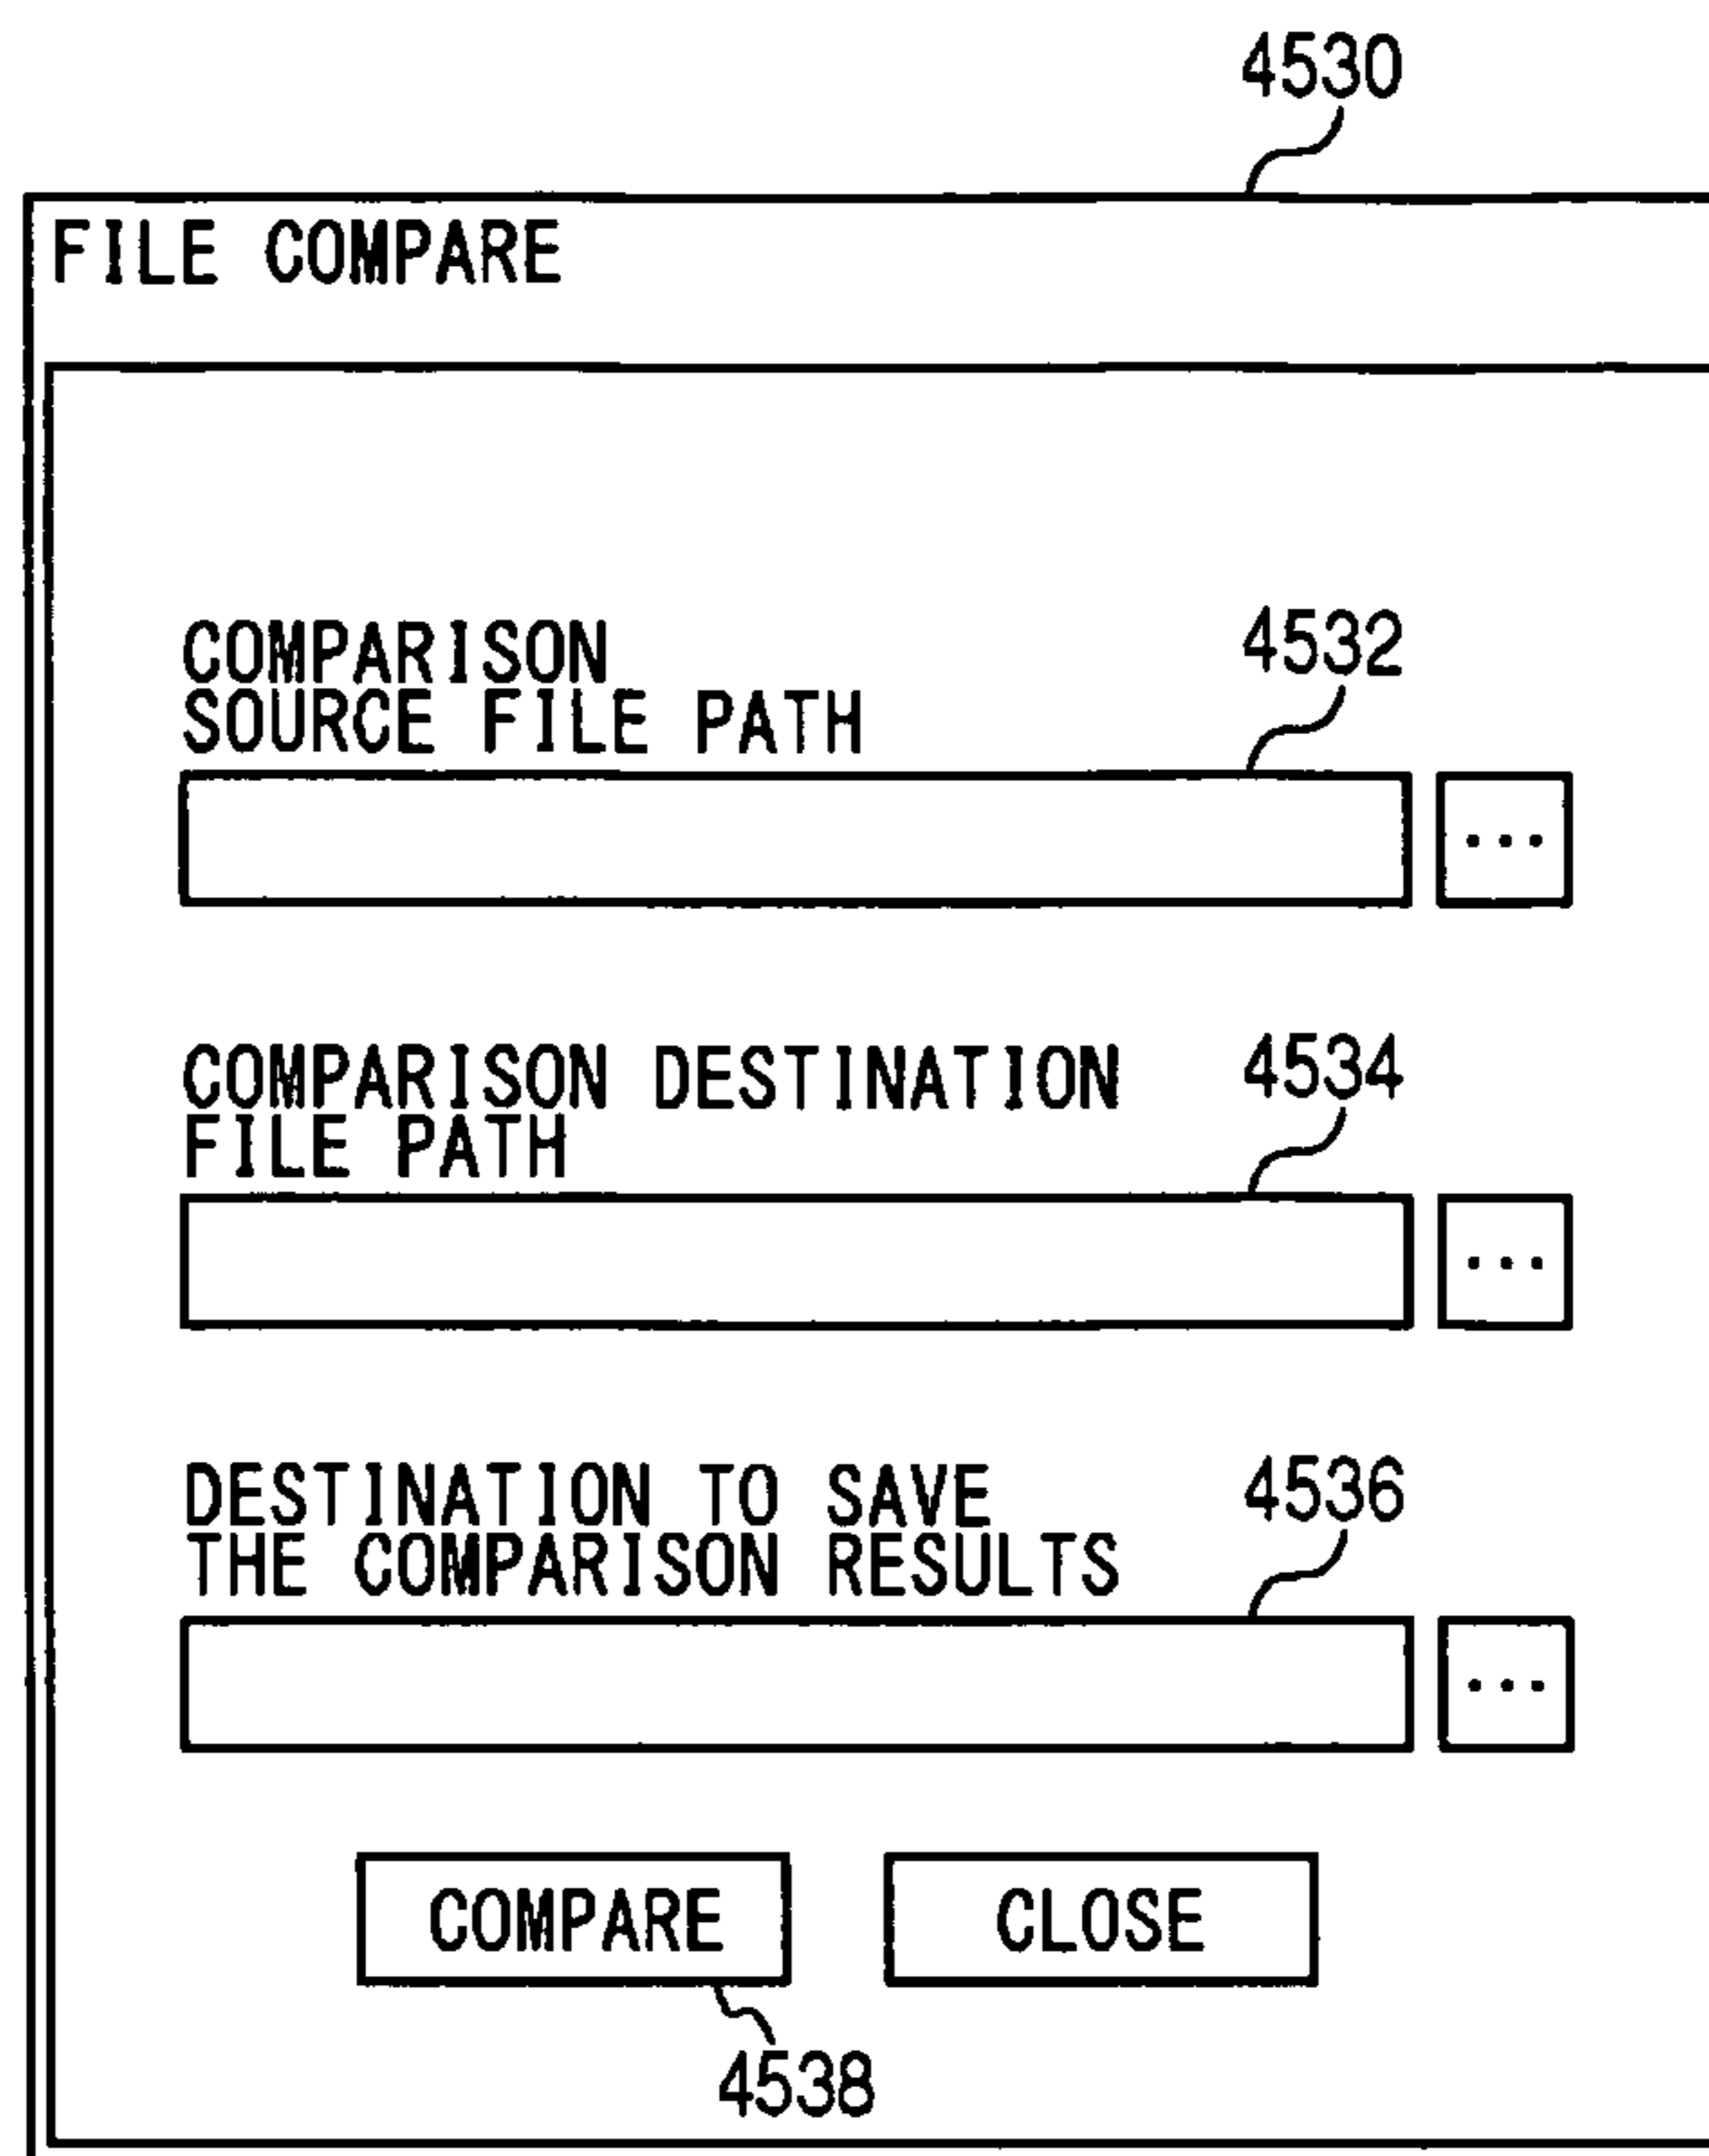 4530
FILE COMPARE
COMPARISON
SOURCE FILE PATH
4532
...
COMPARISON DESTINATION
FILE PATH
4534
...
DESTINATION TO SAVE
THE COMPARISON RESULTS
4536
...
COMPARE
CLOSE
4538